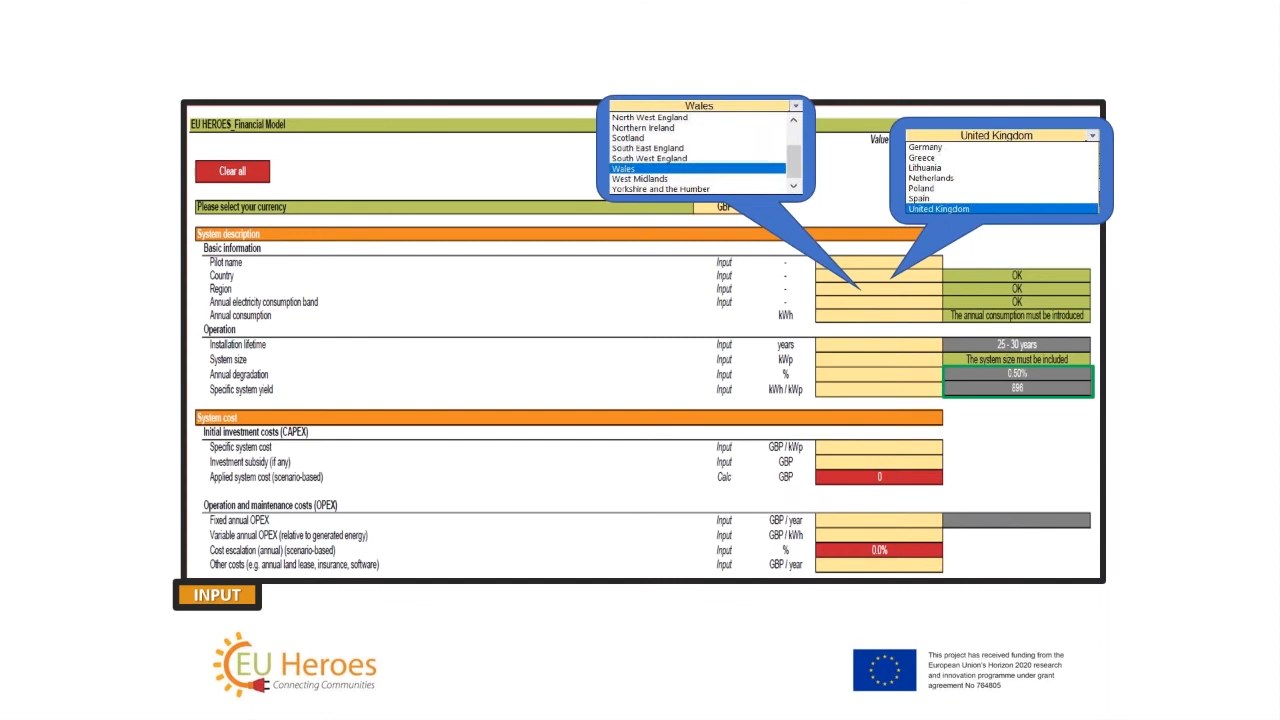 Wales
North West England
Northern Ireland
Scotland
South East England
South West England
Wales
West Midlands
Yorkshire and the Humber
United Kingdom
Germany
Greece
Lithuania
Netherlands
Poland
Spain
United Kingdom
EU HEROES_Financial Model
Value
Clear all
Please select your currency GBP
System description
Basic information
Pilot name Input -
Country Input - OK
Region Input - OK
Annual electricity consumption band Input - OK
Annual consumption kWh The annual consumption must be introduced
Operation
Installation lifetime Input years 25 - 30 years
System size Input kWp The system size must be included
Annual degradation Input % 0.50%
Specific system yield Input kWh / kWp 898
System cost
Initial investment costs (CAPEX)
Specific system cost Input GBP / kWp
Investment subsidy (if any) Input GBP
Applied system cost (scenario-based) Calc GBP 0
Operation and maintenance costs (OPEX)
Fixed annual OPEX Input GBP / year
Variable annual OPEX (relative to generated energy) Input GBP / kWh
Cost escalation (annual) (scenario-based) Input % 0.0%
Other costs (e.g. annual land lease, insurance, software) Input GBP / year
INPUT
EU Heroes
Connecting Communities
This project has received funding from the
European Union's Horizon 2020 research
and innovation programme under grant
agreement No 764805